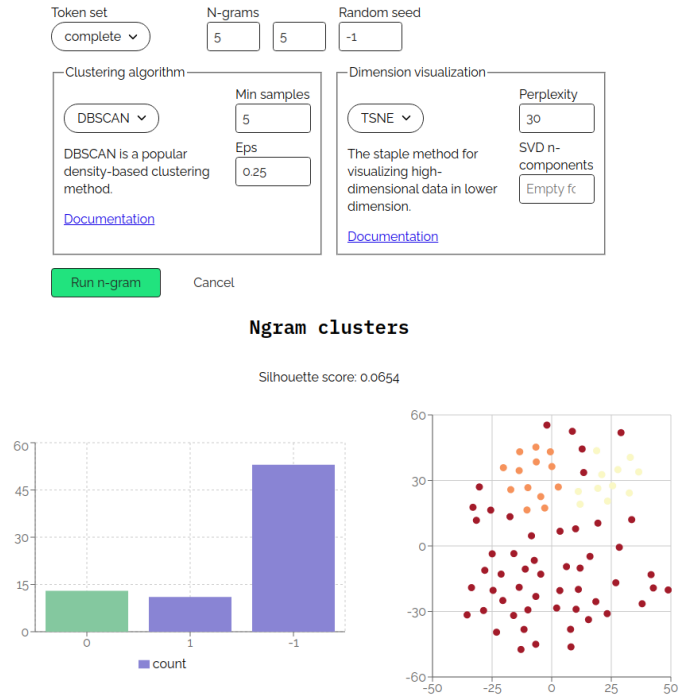 Token set N-grams Random seed
complete 5 5 -1
Clustering algorithm
Min samples
DBSCAN 5
Eps
DBSCAN is a popular
density-based clustering 0.25
method.
Documentation
Dimension visualization
Perplexity
TSNE 30
SVD n-
components
The staple method for
visualizing high-
dimensional data in lower
dimension.
Empty fc
Documentation
Run n-gram Cancel
Ngram clusters
Silhouette score: 0.0654
60
45
30
15
0
0 1 -1
count
60
30
0
-30
-60
-50 -25 0 25 50